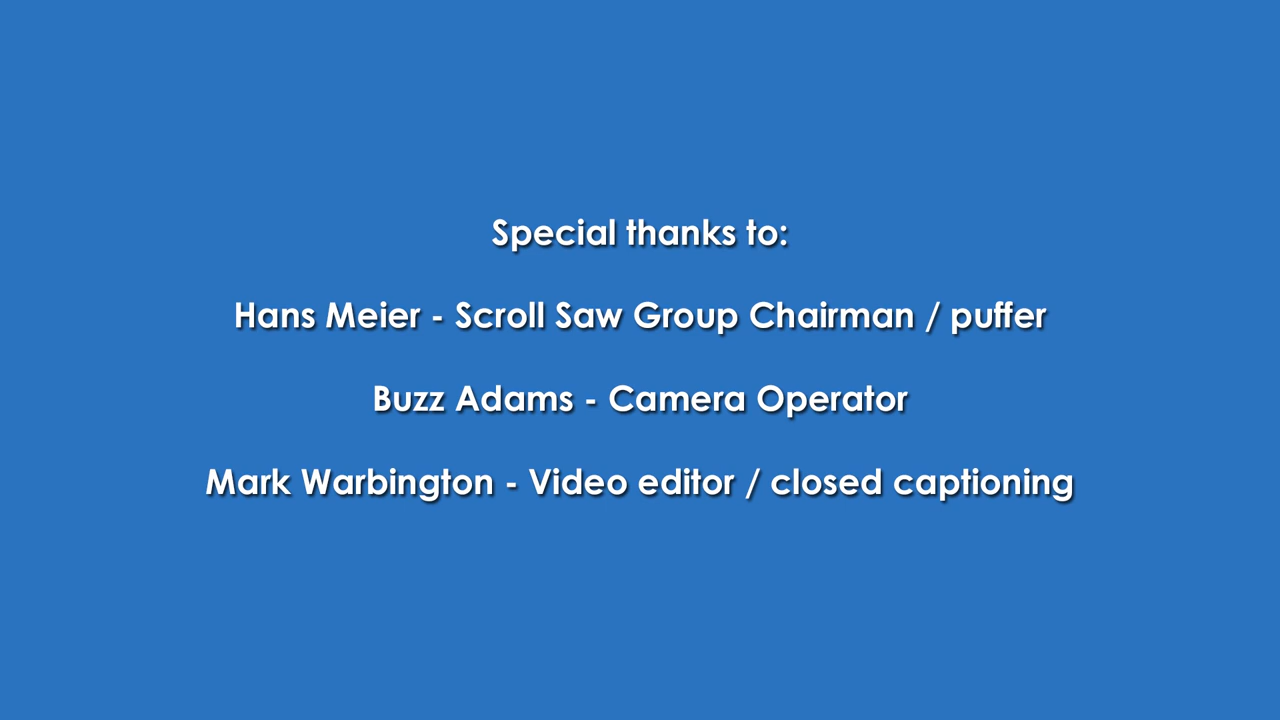 Special thanks to:
Hans Meier - Scroll Saw Group Chairman / puffer
Buzz Adams - Camera Operator
Mark Warbington - Video editor / closed captioning